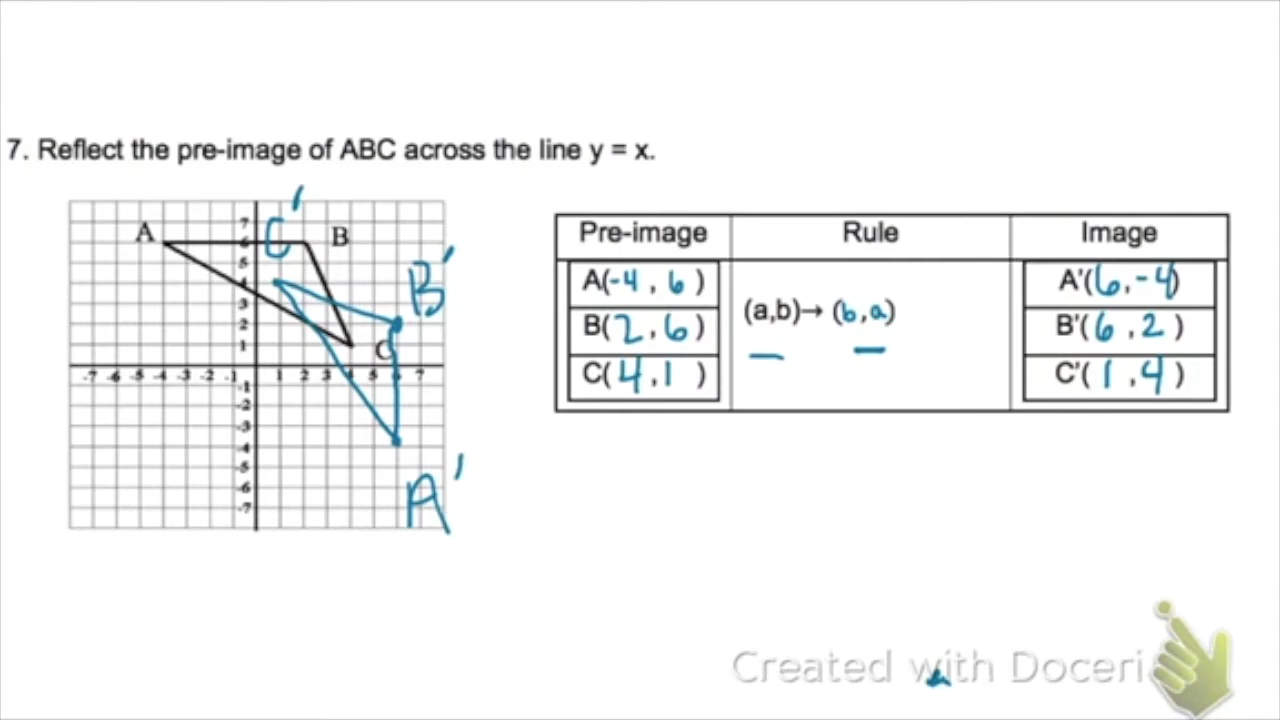 7. Reflect the pre-image of ABC across the line y = x.
C'
A
B
B'
C
A'
7
6
5
4
3
2
1
-7 -6 -5 -4 -3 -2 -1 1 2 3 4 5 6 7
-1
-2
-3
-4
-5
-6
-7
Pre-image Rule Image
A(-4 , 6 ) A'(6,-4)
(a,b)→ (b,a)
B(2,6) B'(6 ,2 )
C(4,1 ) C'( 1 ,4 )
Created with Doceri